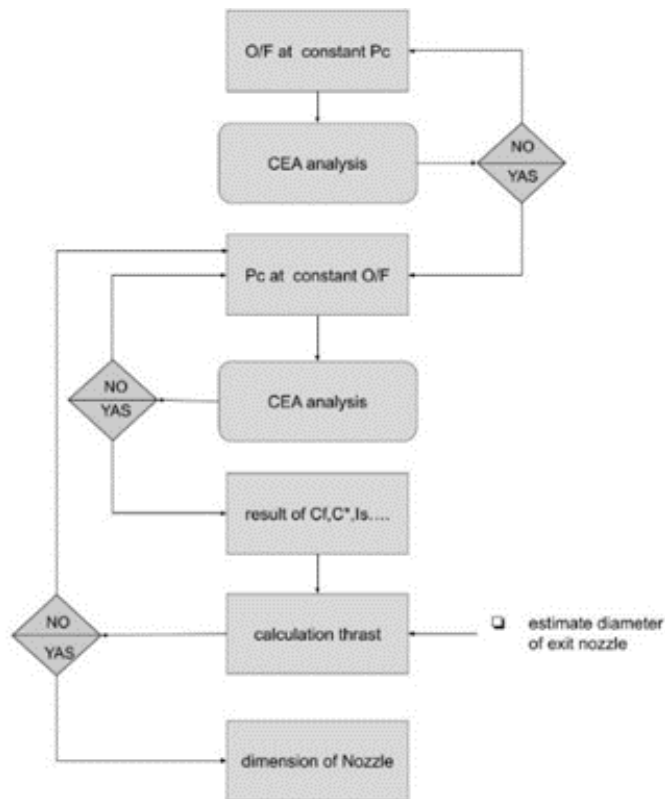 O/F at constant Pc
NO
CEA analysis
YAS
Pc at constant O/F
NO
CEA analysis
YAS
result of Cf,C*,Is....
NO
calculation thrast
YAS
❑ estimate diameter
of exit nozzle
dimension of Nozzle